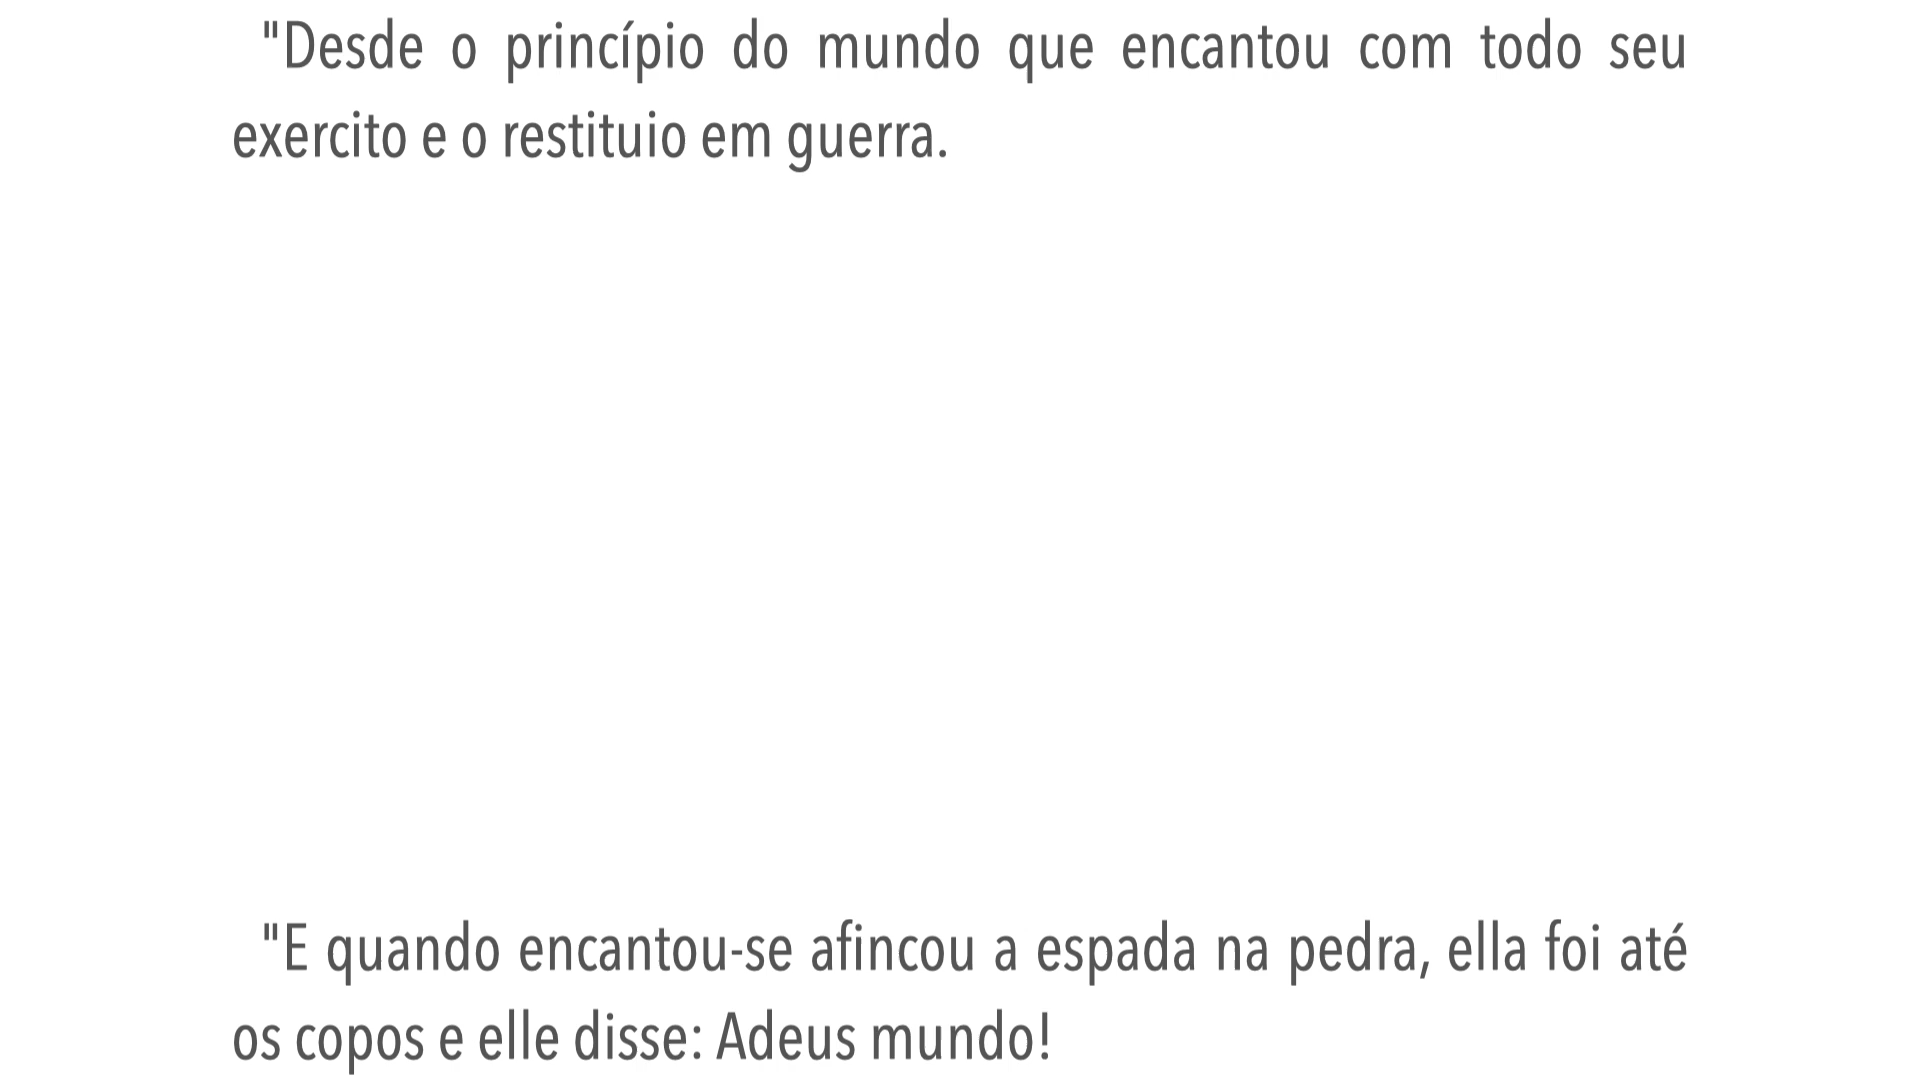 "Desde o princípio do mundo que encantou com todo seu
exercito e o restituio em guerra.
"E quando encantou-se afincou a espada na pedra, ella foi até
os copos e elle disse: Adeus mundo!